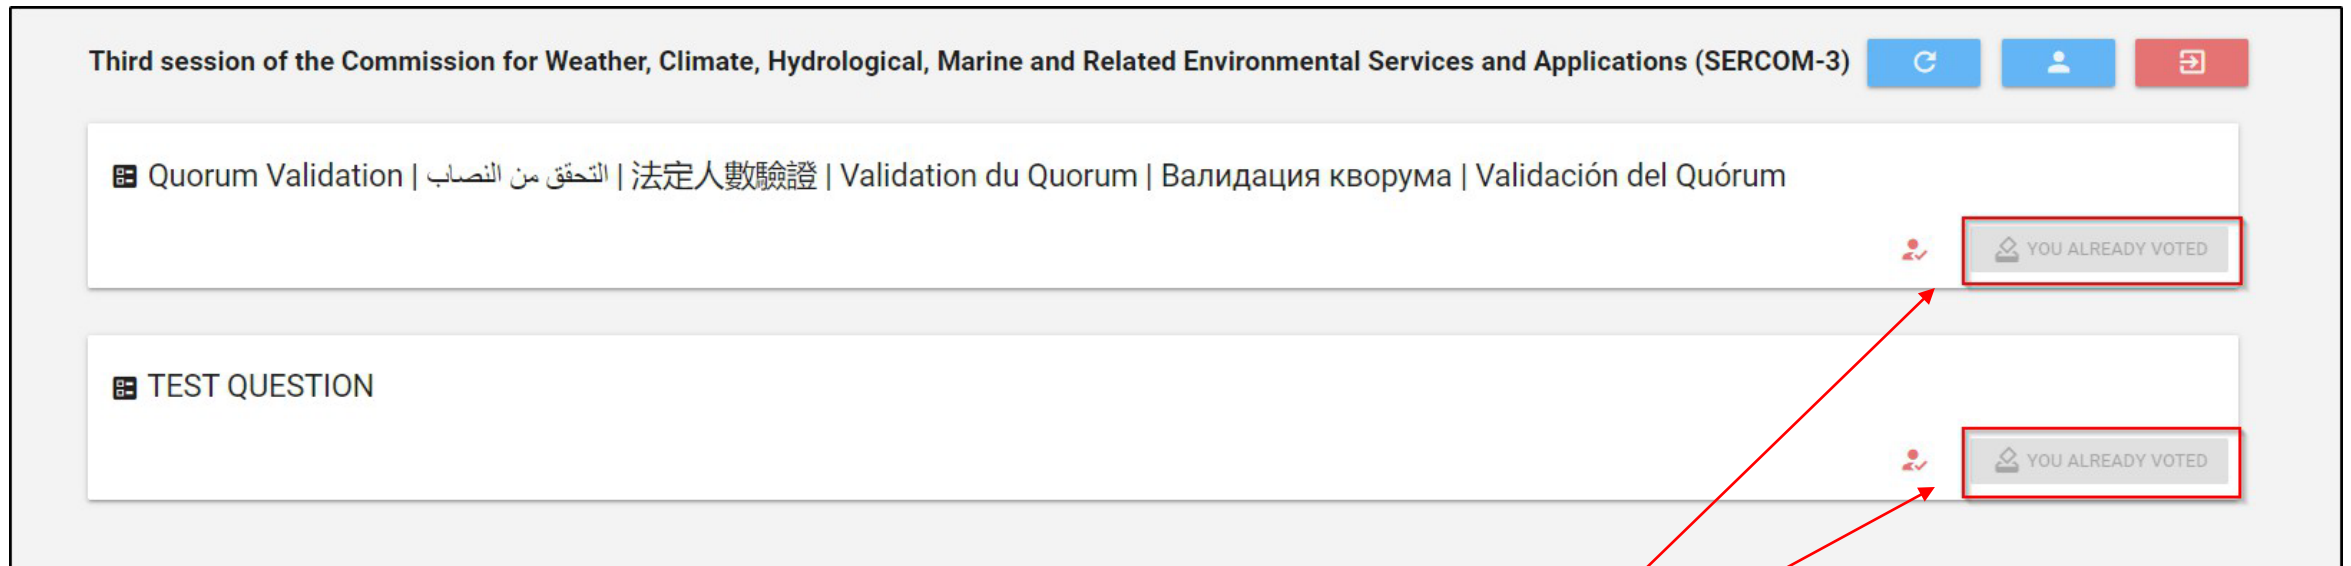 Third session of the Commission for Weather, Climate, Hydrological, Marine and Related Environmental Services and Applications (SERCOM-3)
Quorum Validation | التحقق من النصاب | 法定人數驗證 | Validation du Quorum | Валидация кворума | Validación del Quórum
YOU ALREADY VOTED
TEST QUESTION
YOU ALREADY VOTED